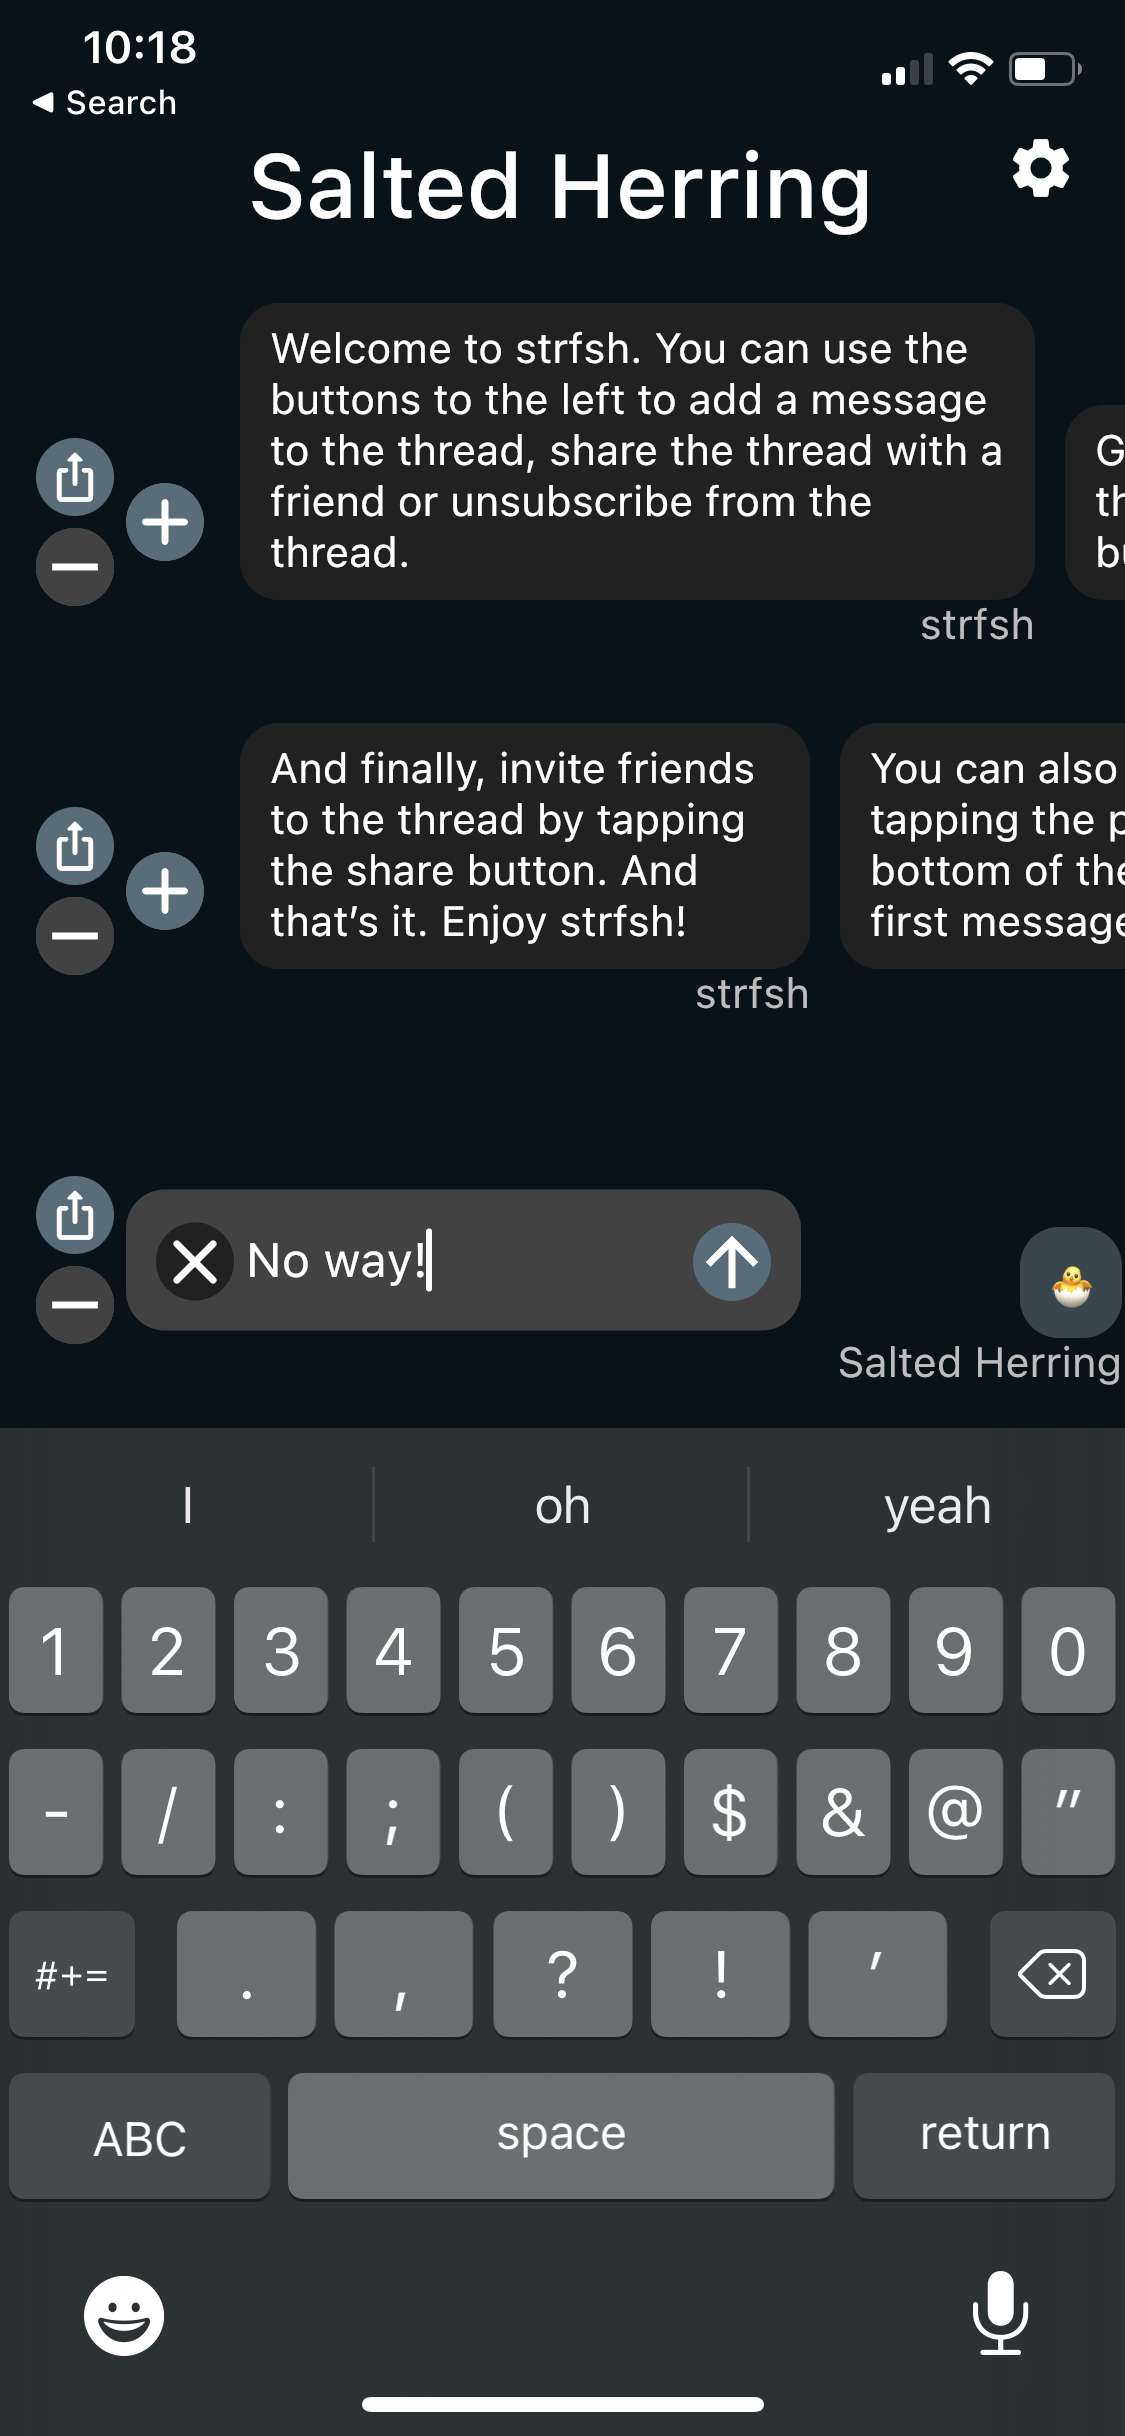 10:18
◀ Search
Salted Herring
Welcome to strfsh. You can use the
buttons to the left to add a message
to the thread, share the thread with a
friend or unsubscribe from the
thread.
strfsh
And finally, invite friends
to the thread by tapping
the share button. And
that's it. Enjoy strfsh!
strfsh
You can also
tapping the
bottom of
first
No way!
Salted Herring
I oh yeah
1 2 3 4 5 6 7 8 9 0
- / : ; ( ) $ & @ "
#+= . , ? ! '
ABC space return